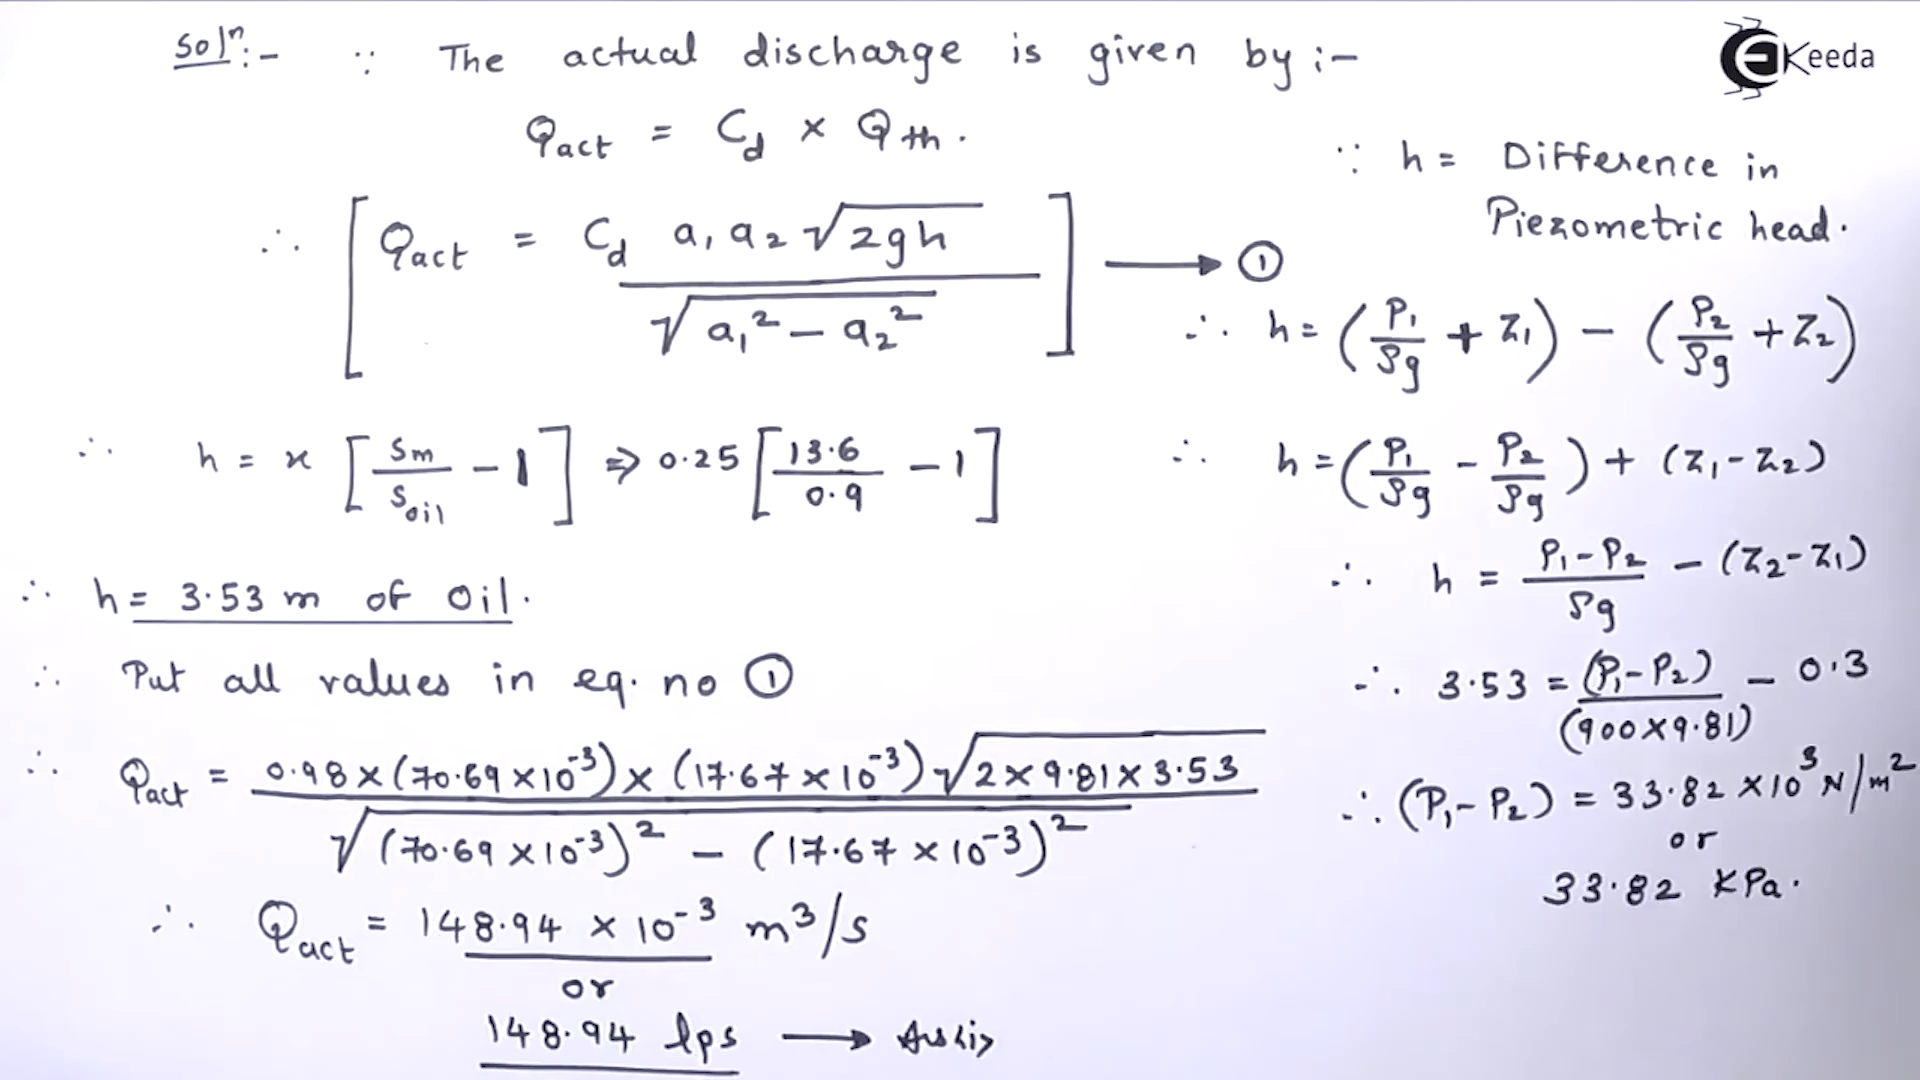 Solⁿ:- ∵ The actual discharge is given by :-
Qact = Cd × Qth.
∴ [ Qact = Cd a₁ a₂ √2gh / √a₁² − a₂² ] → ①
∴ h = x [ Sm / Soil − 1 ] ⇒ 0.25 [ 13.6 / 0.9 − 1 ]
∴ h = 3.53 m of oil.
∴ Put all values in eq. no ①
∴ Qact = 0.98 × (70.69 × 10⁻³) × (17.67 × 10⁻³) √2 × 9.81 × 3.53 / √(70.69 × 10⁻³)² − (17.67 × 10⁻³)²
∴ Qact = 148.94 × 10⁻³ m³/s
or
148.94 lps →
Keeda
∵ h = Difference in
Piezometric head.
∴ h = (P₁/ρg + Z₁) − (P₂/ρg + Z₂)
∴ h = (P₁/ρg − P₂/ρg) + (Z₁ − Z₂)
∴ h = P₁ − P₂ / ρg − (Z₂ − Z₁)
∴ 3.53 = (P₁ − P₂) / (900 × 9.81) − 0.3
∴ (P₁ − P₂) = 33.82 × 10³ N/m²
or
33.82 KPa.